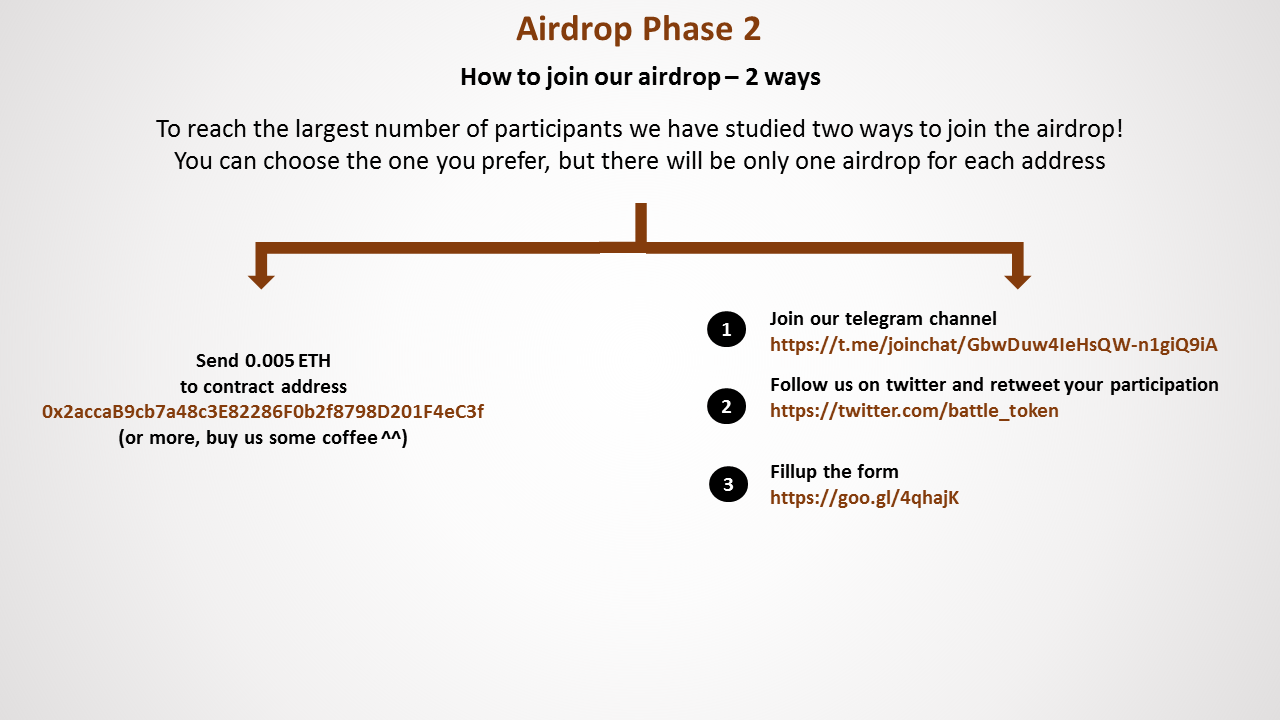 Airdrop Phase 2
How to join our airdrop – 2 ways
To reach the largest number of participants we have studied two ways to join the airdrop!
You can choose the one you prefer, but there will be only one airdrop for each address
Send 0.005 ETH
to contract address
0x2accaB9cb7a48c3E82286F0b2f8798D201F4eC3f
(or more, buy us some coffee ^^)
1
Join our telegram channel
https://t.me/joinchat/GbwDuw4IeHsQW-n1giQ9iA
2
Follow us on twitter and retweet your participation
https://twitter.com/battle_token
3
Fillup the form
https://goo.gl/4qhajK